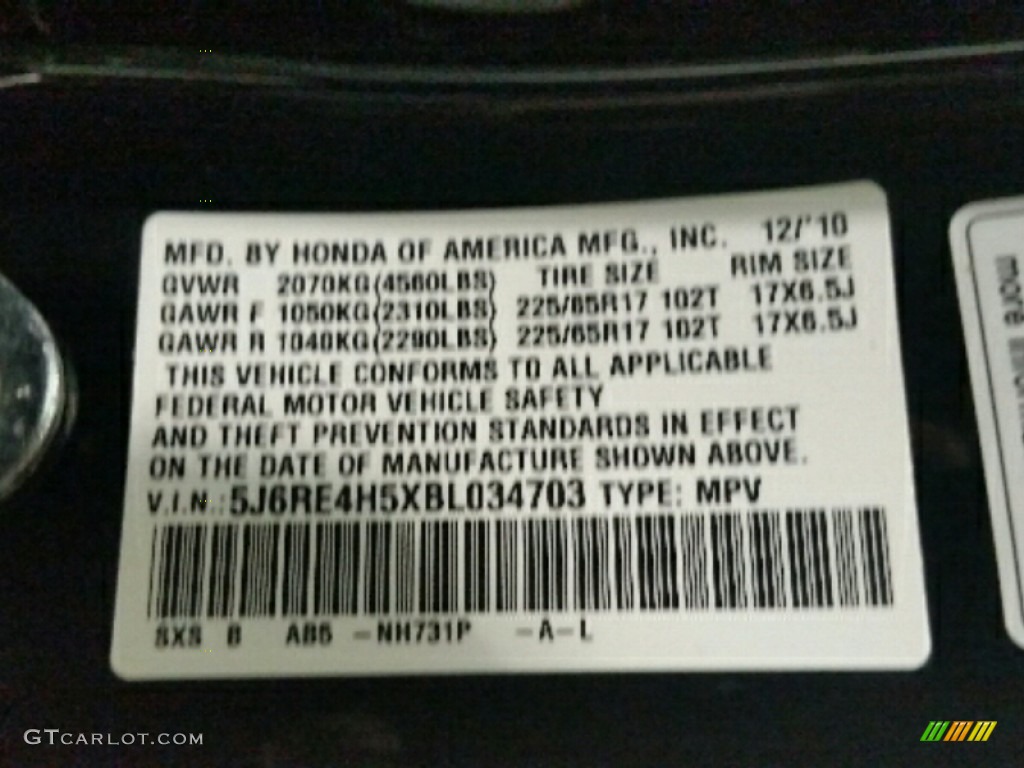 MFD. BY HONDA OF AMERICA MFG., INC. 12/'10
GVWR 2070KG(4560LBS) TIRE SIZE RIM SIZE
GAWR F 1050KG(2310LBS) 225/65R17 102T 17X6.5J
GAWR R 1040KG(2290LBS) 225/65R17 102T 17X6.5J
THIS VEHICLE CONFORMS TO ALL APPLICABLE
FEDERAL MOTOR VEHICLE SAFETY
AND THEFT PREVENTION STANDARDS IN EFFECT
ON THE DATE OF MANUFACTURE SHOWN ABOVE.
V.I.N.: 5J6RE4H5XBL034703 TYPE: MPV
SXS B AB5 -NH731P -A-L
more
GTCARLOT.COM